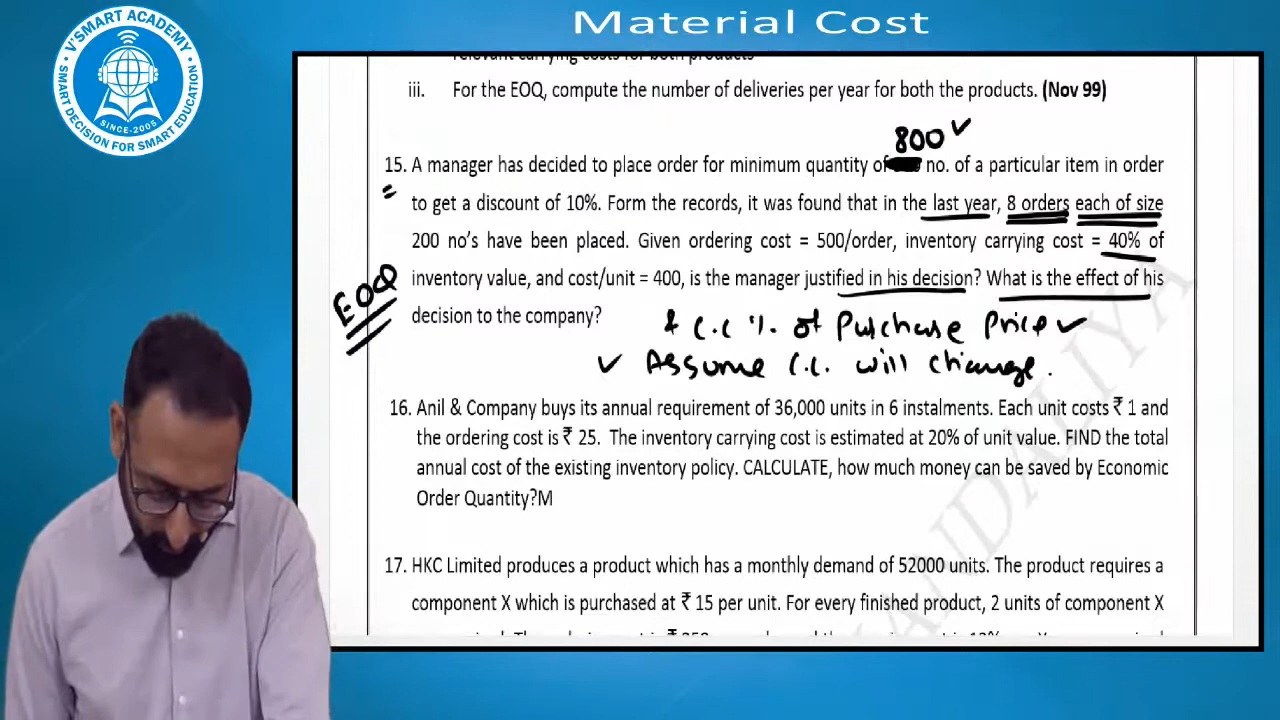 Material Cost
V'SMART ACADEMY
SMART DECISION FOR SMART EDUCATION
SINCE-2005
relevant carrying costs for both products
iii. For the EOQ, compute the number of deliveries per year for both the products. (Nov 99)
800 ✓
15. A manager has decided to place order for minimum quantity of no. of a particular item in order
to get a discount of 10%. Form the records, it was found that in the last year, 8 orders each of size
200 no's have been placed. Given ordering cost = 500/order, inventory carrying cost = 40% of
inventory value, and cost/unit = 400, is the manager justified in his decision? What is the effect of his
decision to the company?
EOQ
& C.C %. of Purchase Price ✓
✓ Assume C.C. will change.
16. Anil & Company buys its annual requirement of 36,000 units in 6 instalments. Each unit costs ₹ 1 and
the ordering cost is ₹ 25. The inventory carrying cost is estimated at 20% of unit value. FIND the total
annual cost of the existing inventory policy. CALCULATE, how much money can be saved by Economic
Order Quantity?M
17. HKC Limited produces a product which has a monthly demand of 52000 units. The product requires a
component X which is purchased at ₹ 15 per unit. For every finished product, 2 units of component X
NANDALIYA